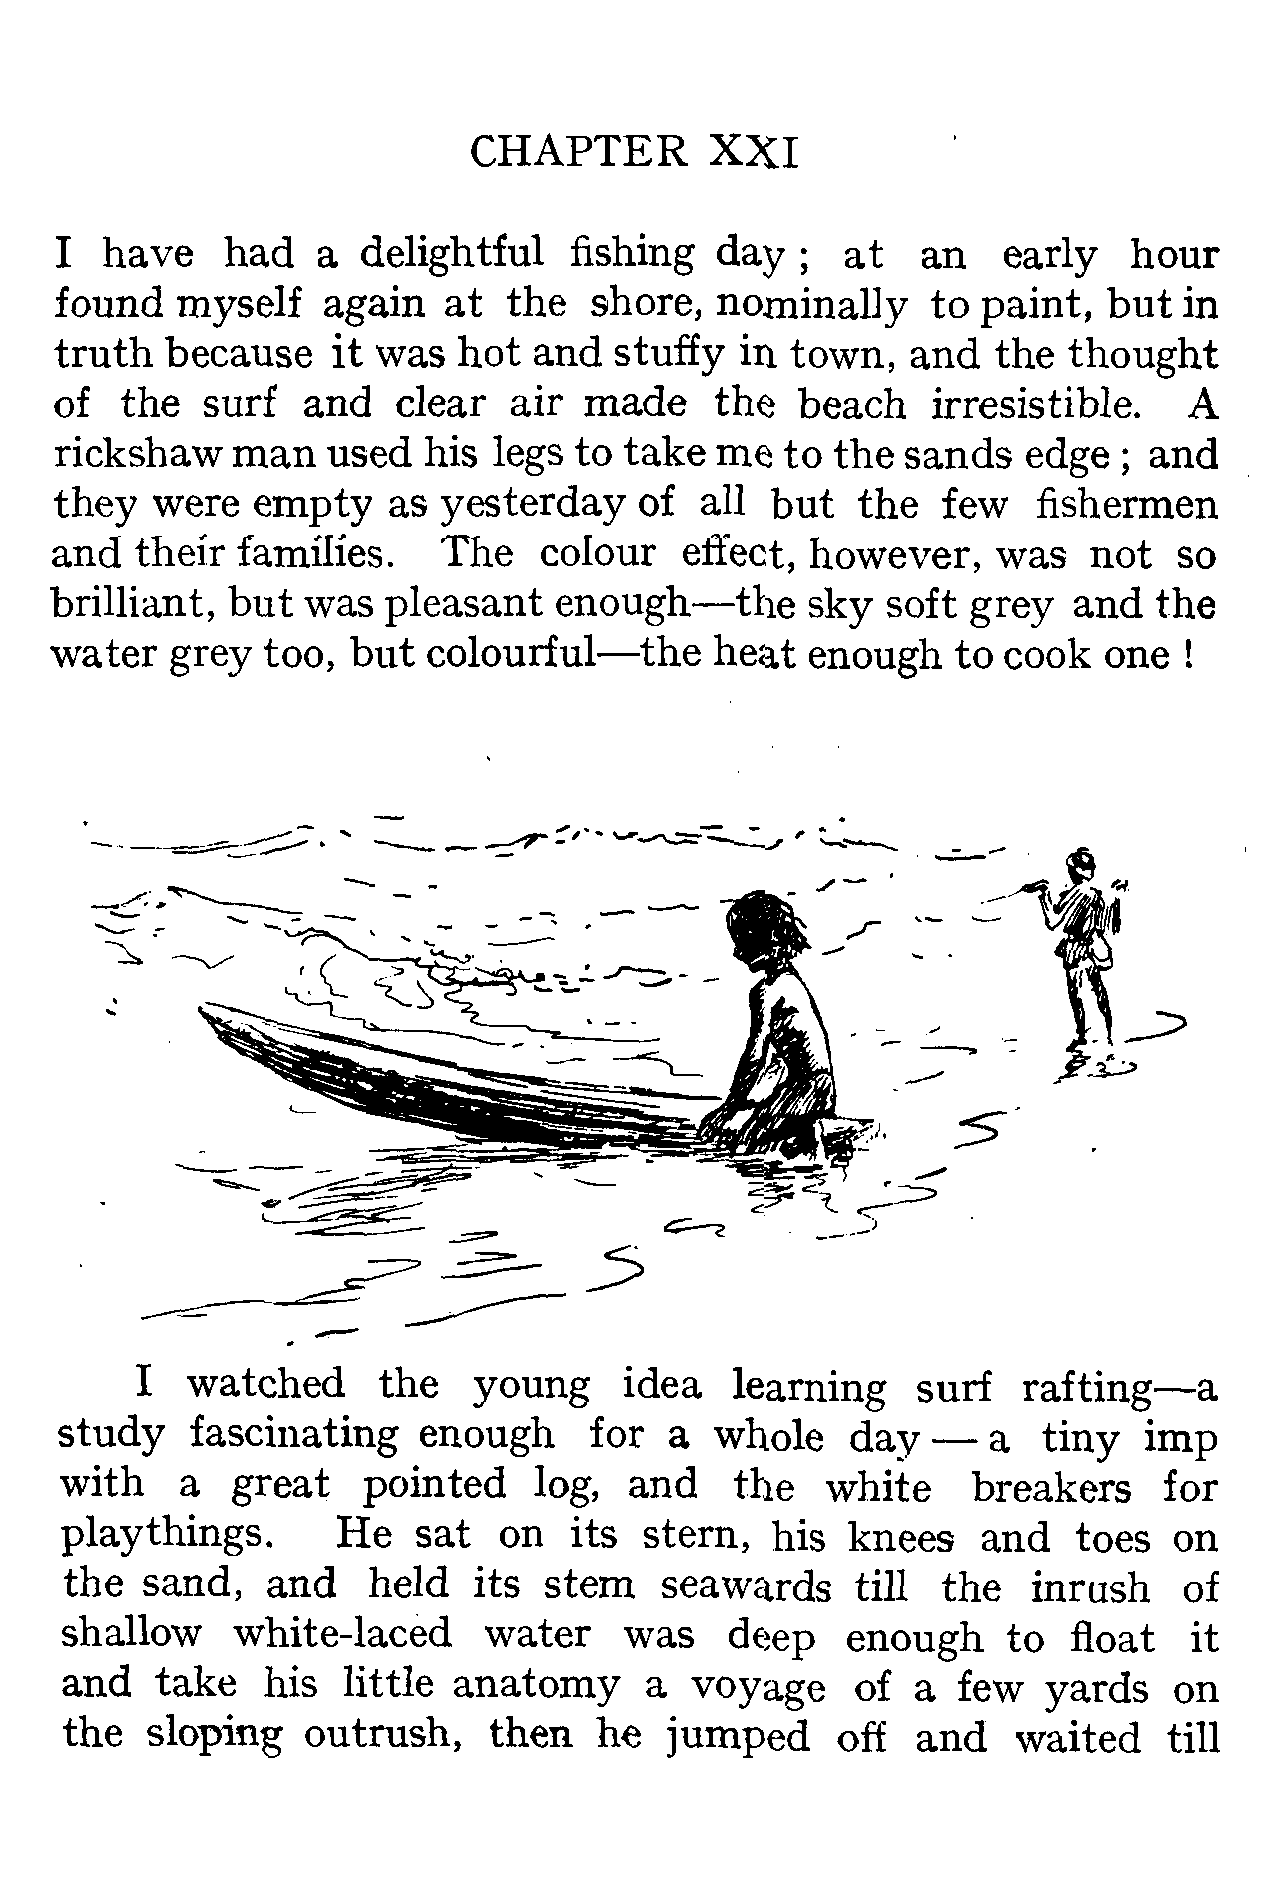 CHAPTER XXI
I have had a delightful fishing day ; at an early hour
found myself again at the shore, nominally to paint, but in
truth because it was hot and stuffy in town, and the thought
of the surf and clear air made the beach irresistible. A
rickshaw man used his legs to take me to the sands edge ; and
they were empty as yesterday of all but the few fishermen
and their families. The colour effect, however, was not so
brilliant, but was pleasant enough—the sky soft grey and the
water grey too, but colourful—the heat enough to cook one !
I watched the young idea learning surf rafting—a
study fascinating enough for a whole day — a tiny imp
with a great pointed log, and the white breakers for
playthings. He sat on its stern, his knees and toes on
the sand, and held its stem seawards till the inrush of
shallow white-laced water was deep enough to float it
and take his little anatomy a voyage of a few yards on
the sloping outrush, then he jumped off and waited till